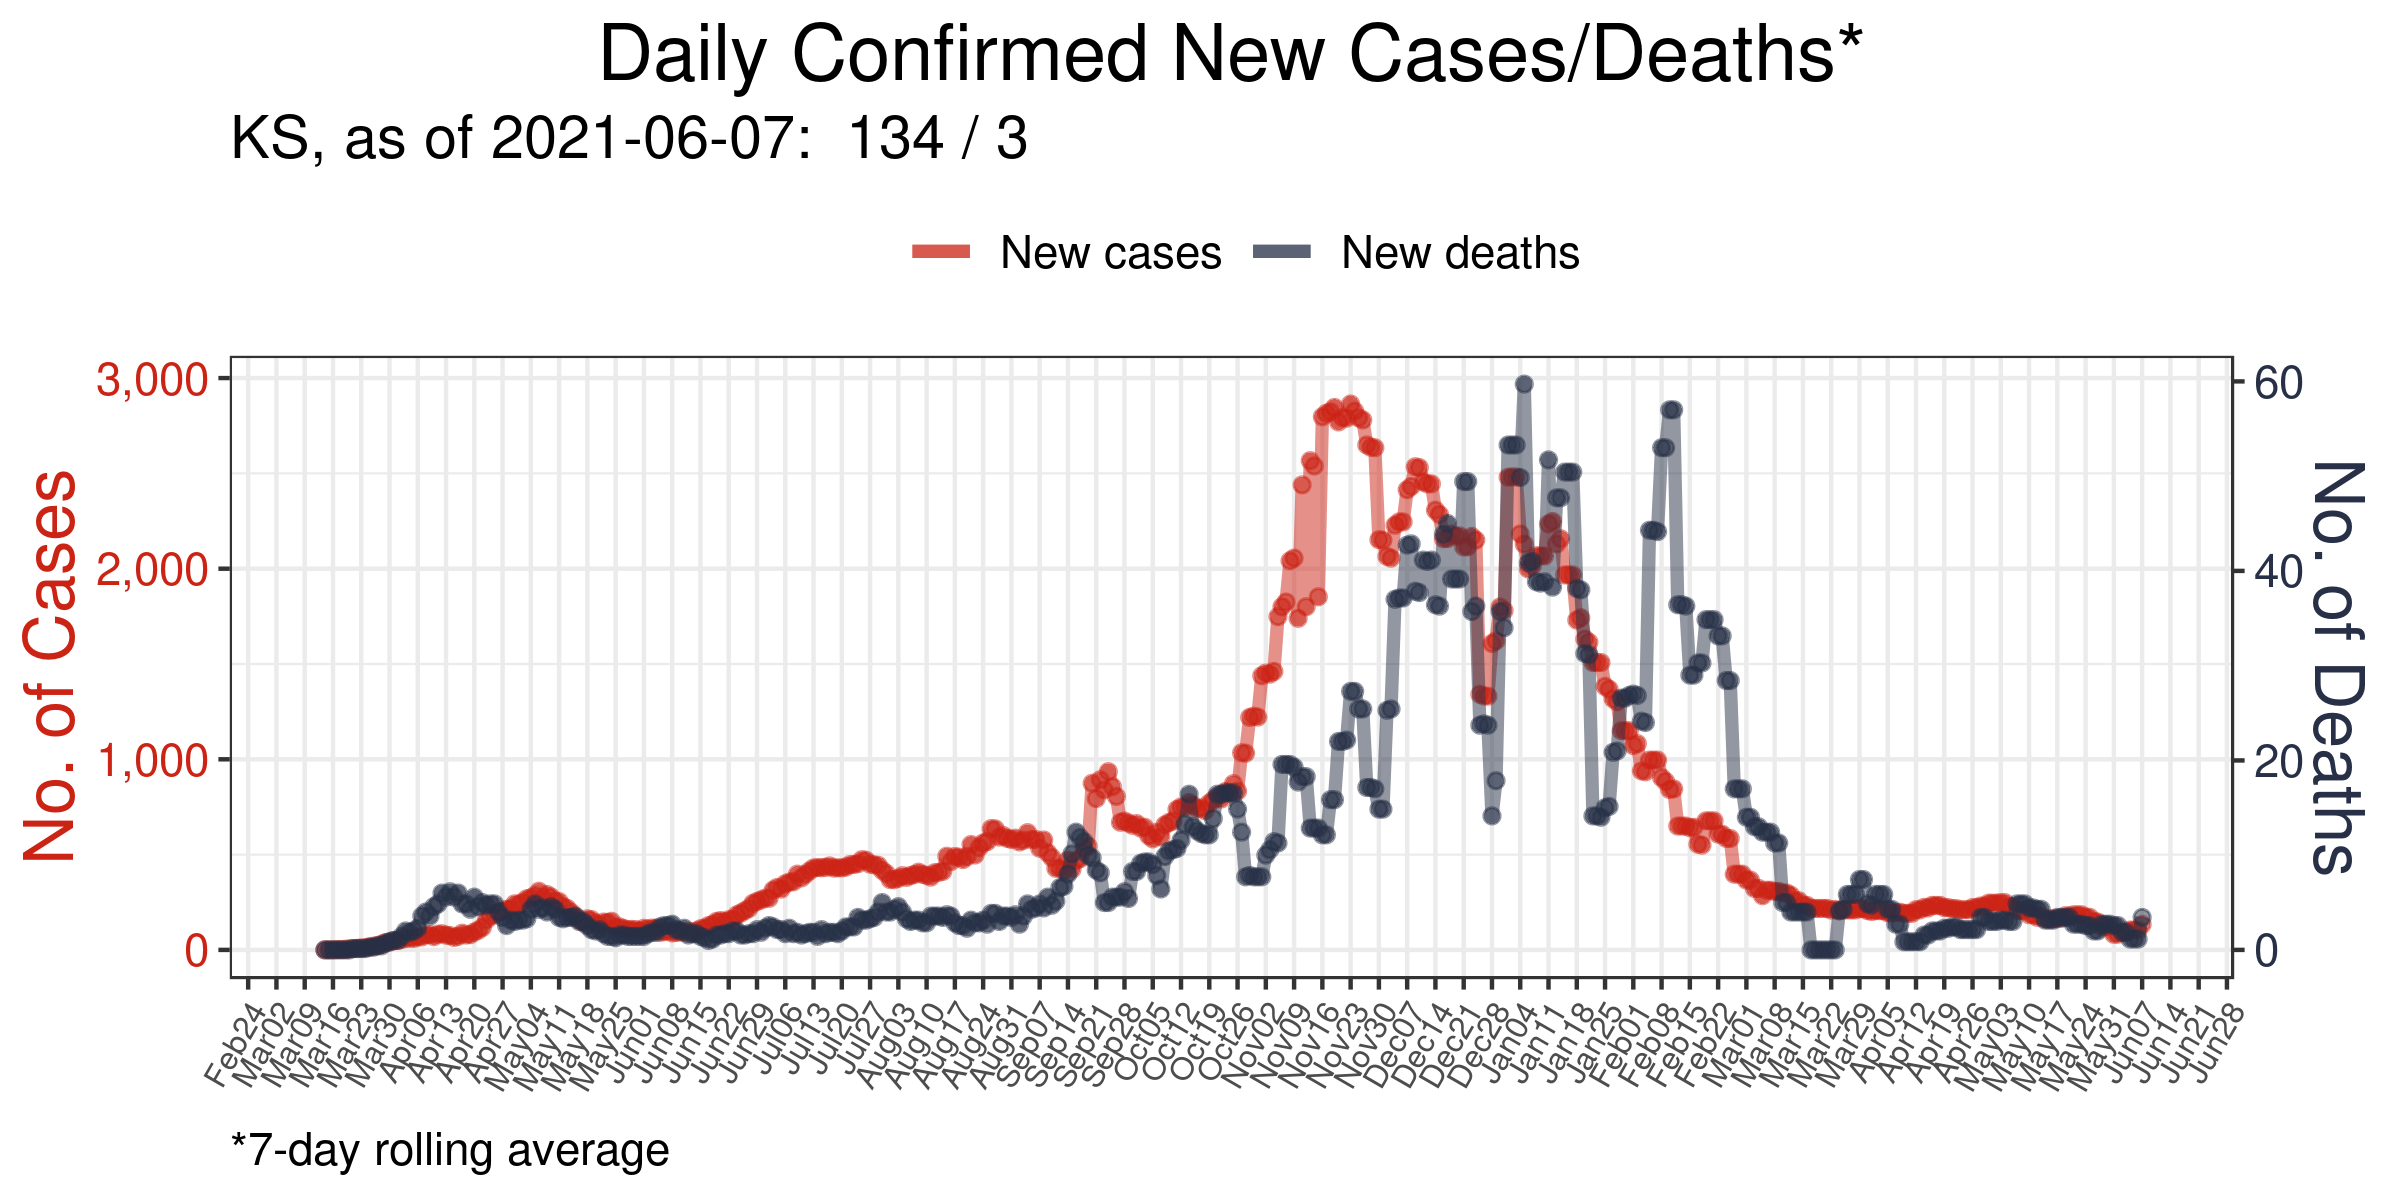 Daily Confirmed New Cases/Deaths*
KS, as of 2021-06-07:  134 / 3
New cases
New deaths
No. of Cases
3,000
2,000
1,000
0
60
40
20
0
No. of Deaths
Feb24
Mar02
Mar09
Mar16
Mar23
Mar30
Apr06
Apr13
Apr20
Apr27
May04
May11
May18
May25
Jun01
Jun08
Jun15
Jun22
Jun29
Jul06
Jul13
Jul20
Jul27
Aug03
Aug10
Aug17
Aug24
Aug31
Sep07
Sep14
Sep21
Sep28
Oct05
Oct12
Oct19
Oct26
Nov02
Nov09
Nov16
Nov23
Nov30
Dec07
Dec14
Dec21
Dec28
Jan04
Jan11
Jan18
Jan25
Feb01
Feb08
Feb15
Feb22
Mar01
Mar08
Mar15
Mar22
Mar29
Apr05
Apr12
Apr19
Apr26
May03
May10
May17
May24
May31
Jun07
Jun14
Jun21
Jun28
*7-day rolling average